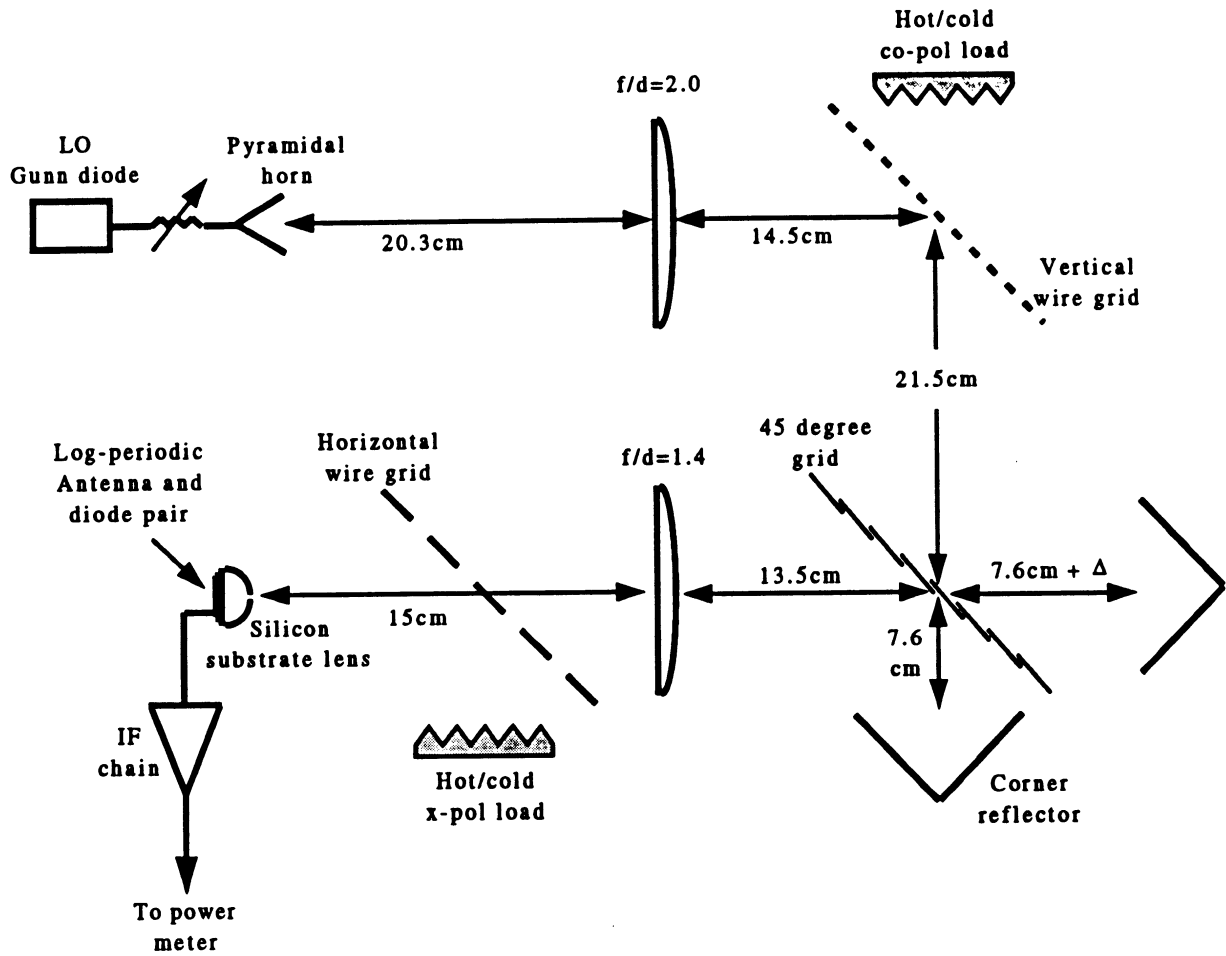 Hot/cold
co-pol load
f/d=2.0
LO
Gunn diode
Pyramidal
horn
20.3cm
14.5cm
Vertical
wire grid
21.5cm
Log-periodic
Antenna and
diode pair
Horizontal
wire grid
f/d=1.4
45 degree
grid
15cm
13.5cm
7.6cm + Δ
7.6
cm
Silicon
substrate lens
IF
chain
Hot/cold
x-pol load
Corner
reflector
To power
meter